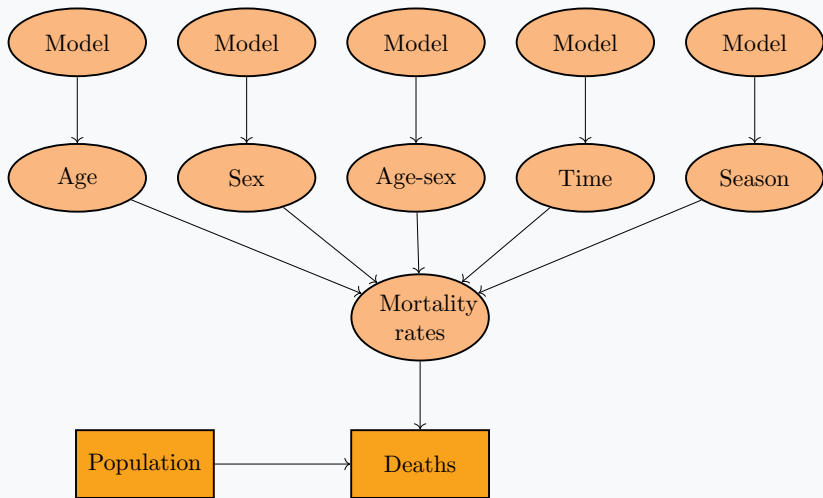 Model
Model
Model
Model
Model
Age
Sex
Age-sex
Time
Season
Mortality
rates
Population
Deaths